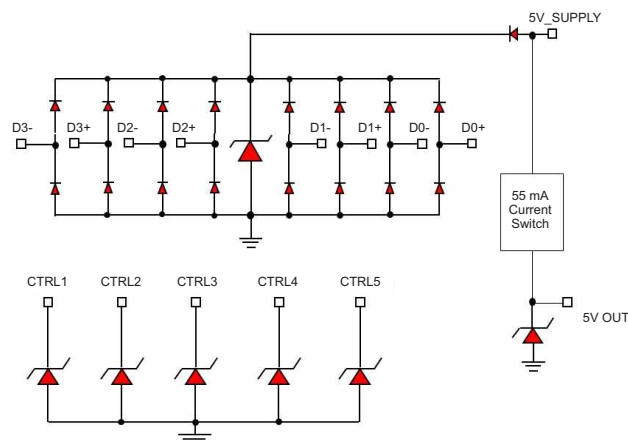 5V_SUPPLY
D3-
D3+
D2-
D2+
D1-
D1+
D0-
D0+
55 mA
Current
Switch
CTRL1
CTRL2
CTRL3
CTRL4
CTRL5
5V OUT